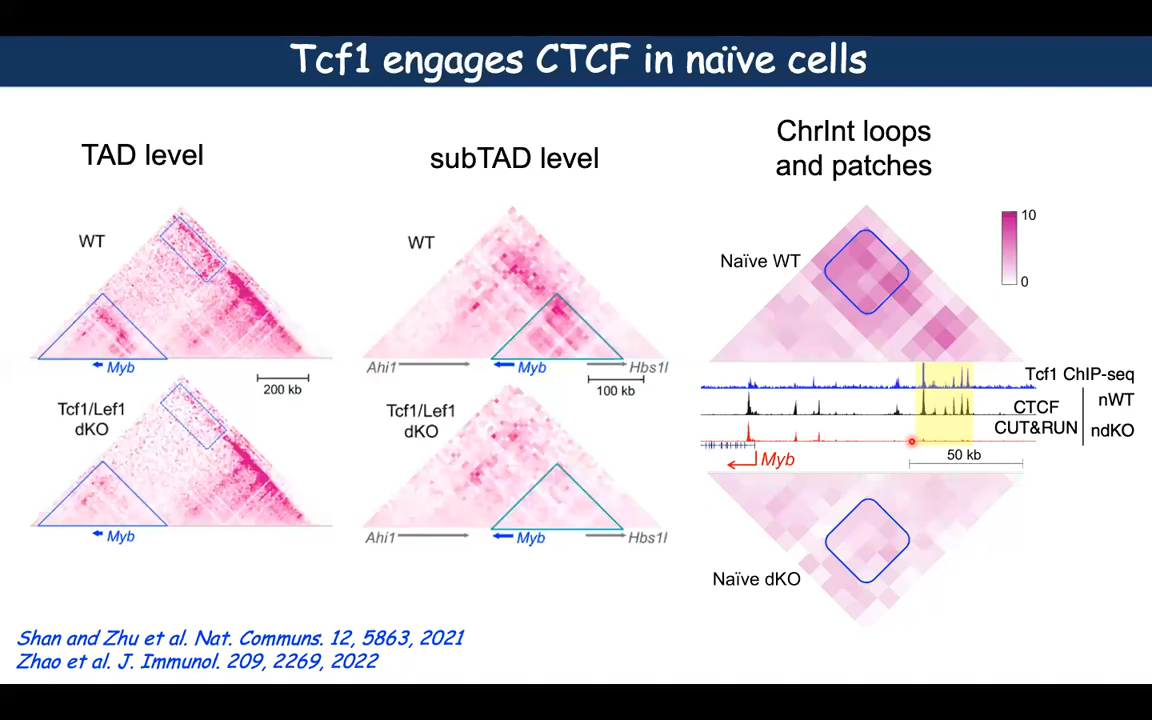 Tcf1 engages CTCF in naïve cells
TAD level
WT
Myb
200 kb
Tcf1/Lef1
dKO
Myb
subTAD level
WT
Ahi1
Myb
Hbs1l
100 kb
Tcf1/Lef1
dKO
Ahi1
Myb
Hbs1l
ChrInt loops
and patches
10
0
Naïve WT
Tcf1 ChIP-seq
CTCF
CUT&RUN
nWT
ndKO
Myb
50 kb
Naïve dKO
Shan and Zhu et al. Nat. Communs. 12, 5863, 2021
Zhao et al. J. Immunol. 209, 2269, 2022